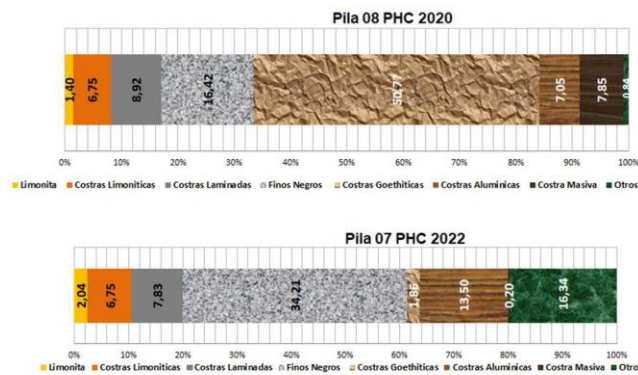 Pila 08 PHC 2020
1,40 6,75 8,92 16,42 50,77 7,05 7,85 0,84
0% 10% 20% 30% 40% 50% 60% 70% 80% 90% 100%
Limonita Costras Limoniticas Costras Laminadas Finos Negros Costras Goethiticas Costras Aluminicas Costra Masiva Otros
Pila 07 PHC 2022
2,04 6,75 7,83 34,21 1,86 13,50 0,20 16,34
0% 10% 20% 30% 40% 50% 60% 70% 80% 90% 100%
Limonita Costras Limoniticas Costras Laminadas Finos Negros Costras Goethiticas Costras Aluminicas Costra Masiva Otro